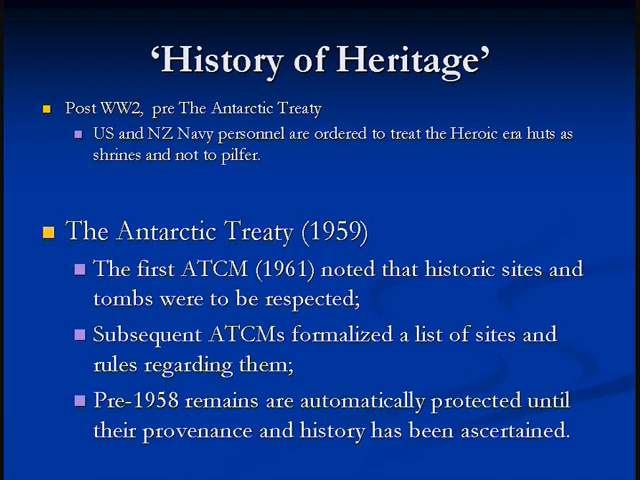 ‘History of Heritage’
Post WW2, pre The Antarctic Treaty
US and NZ Navy personnel are ordered to treat the Heroic era huts as
shrines and not to pilfer.
The Antarctic Treaty (1959)
The first ATCM (1961) noted that historic sites and
tombs were to be respected;
Subsequent ATCMs formalized a list of sites and
rules regarding them;
Pre-1958 remains are automatically protected until
their provenance and history has been ascertained.